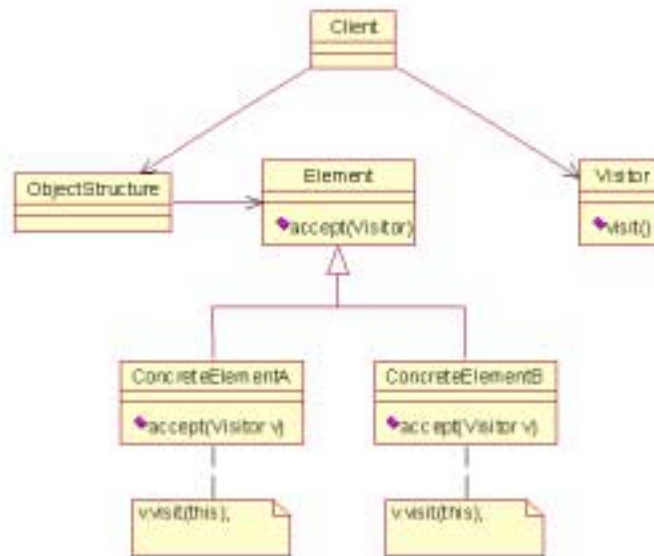 Client
ObjectStructure
Element
accept(Visitor)
Visitor
visit()
ConcreteElementA
accept(Visitor v)
ConcreteElementB
accept(Visitor v)
v.visit(this);
v.visit(this);